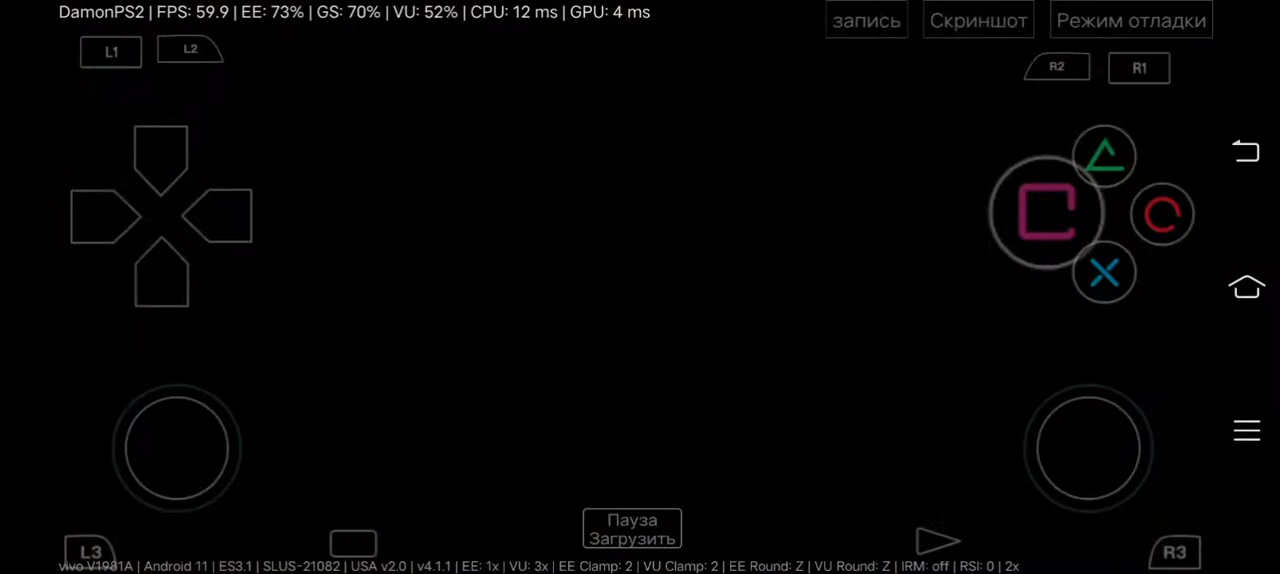 DamonPS2 | FPS: 59.9 | EE: 73% | GS: 70% | VU: 52% | CPU: 12 ms | GPU: 4 ms
запись
Скриншот
Режим отладки
L1
L2
R2
R1
Пауза
Загрузить
L3
R3
vivo V1981A | Android 11 | ES3.1 | SLUS-21082 | USA v2.0 | v4.1.1 | EE: 1x | VU: 3x | EE Clamp: 2 | VU Clamp: 2 | EE Round: Z | VU Round: Z | IRM: off | RSI: 0 | 2x